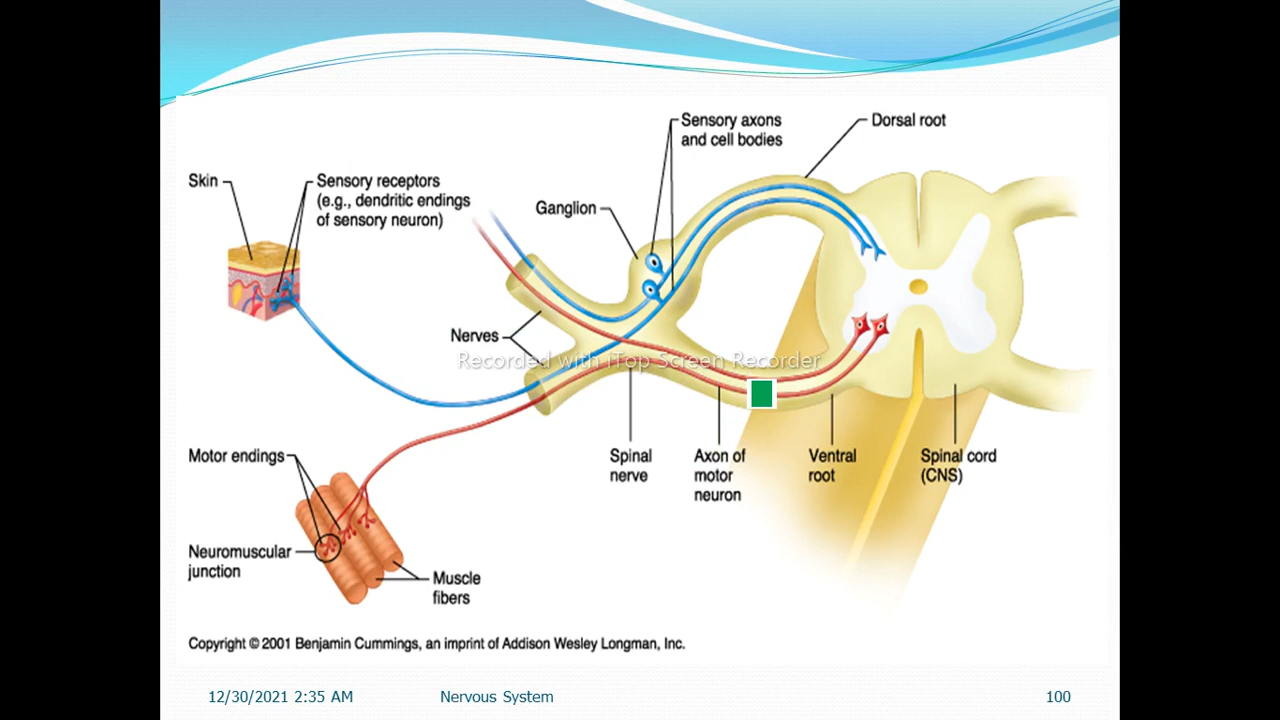 Sensory axons
and cell bodies
Dorsal root
Skin
Sensory receptors
(e.g., dendritic endings
of sensory neuron)
Ganglion
Nerves
Recorded with iTop Screen Recorder
Motor endings
Spinal
nerve
Axon of
motor
neuron
Ventral
root
Spinal cord
(CNS)
Neuromuscular
junction
Muscle
fibers
Copyright © 2001 Benjamin Cummings, an imprint of Addison Wesley Longman, Inc.
12/30/2021 2:35 AM
Nervous System
100